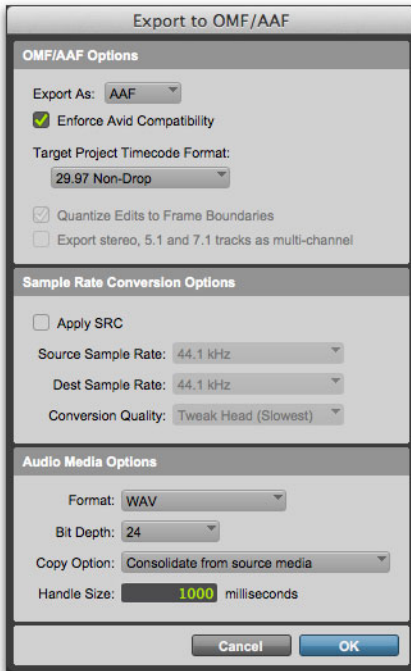 Export to OMF/AAF
OMF/AAF Options
Export As: AAF
Enforce Avid Compatibility
Target Project Timecode Format:
29.97 Non-Drop
Quantize Edits to Frame Boundaries
Export stereo, 5.1 and 7.1 tracks as multi-channel
Sample Rate Conversion Options
Apply SRC
Source Sample Rate: 44.1 kHz
Dest Sample Rate: 44.1 kHz
Conversion Quality: Tweak Head (Slowest)
Audio Media Options
Format: WAV
Bit Depth: 24
Copy Option: Consolidate from source media
Handle Size: 1000 milliseconds
Cancel OK